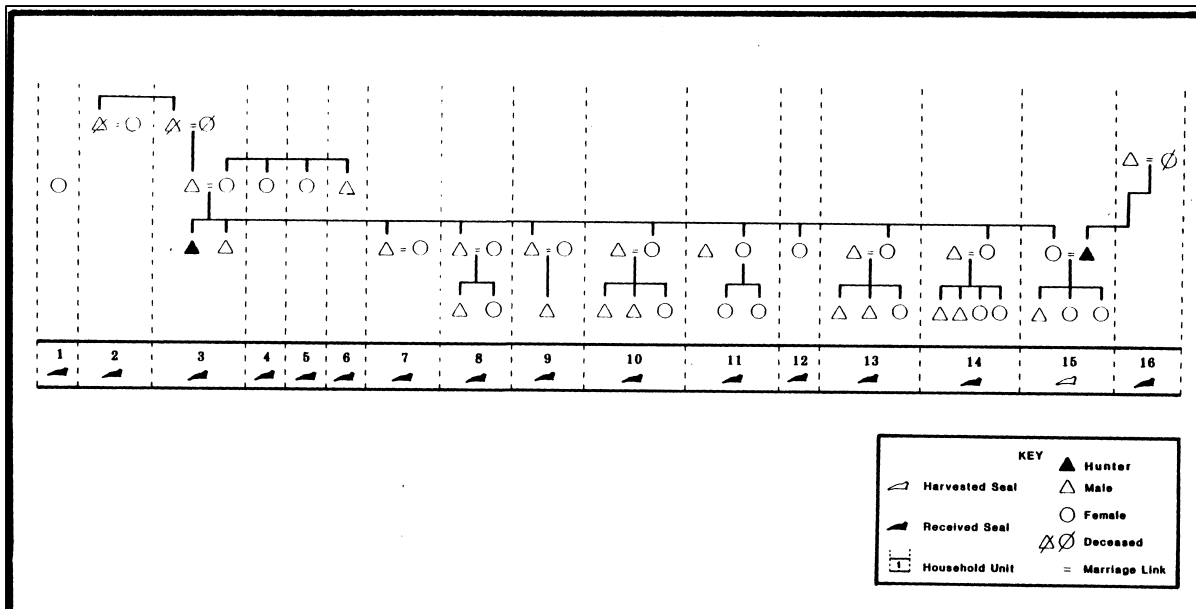 1 2 3 4 5 6 7 8 9 10 11 12 13 14 15 16
KEY
Hunter
Harvested Seal
Male
Female
Received Seal
Deceased
1
Household Unit
= Marriage Link